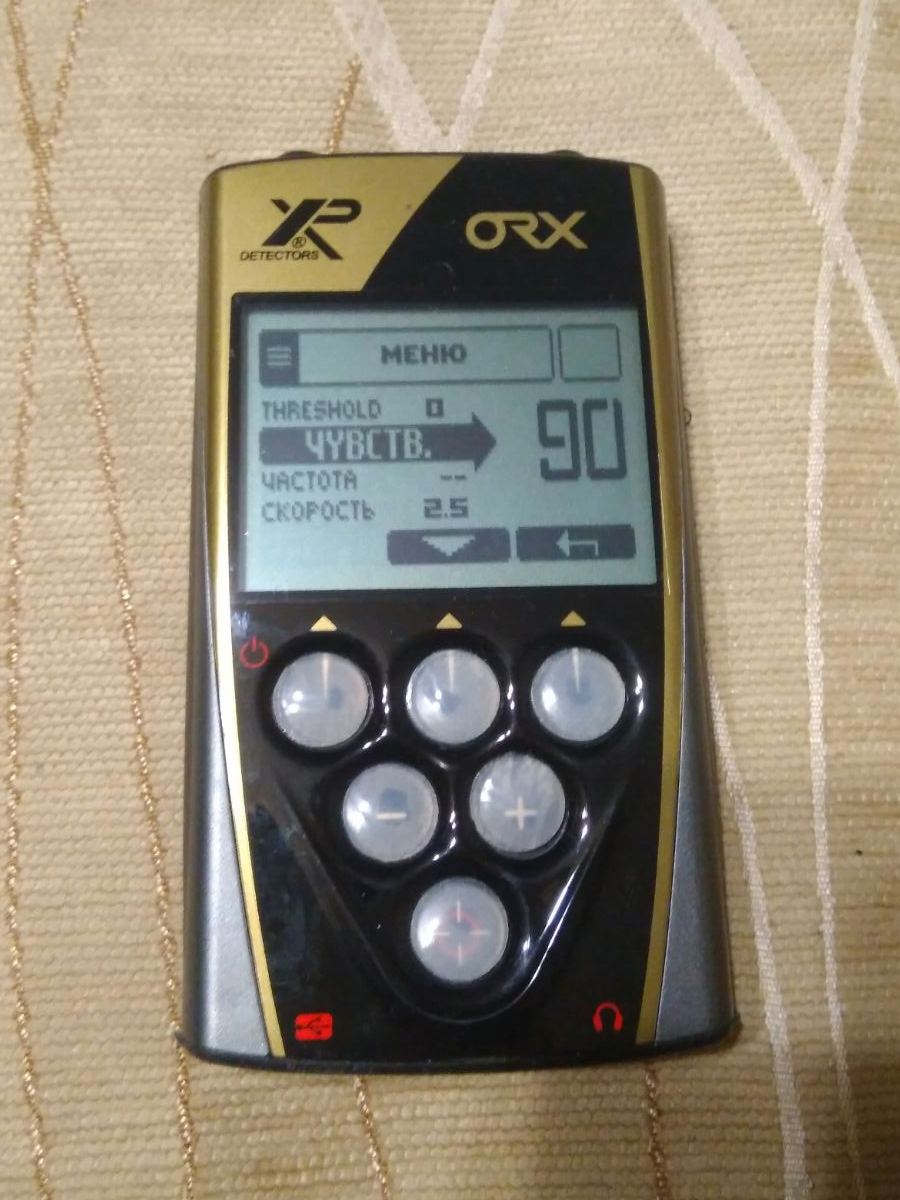 XP ®
DETECTORS
ORX
МЕНЮ
THRESHOLD 0
ЧУВСТВ. 90
ЧАСТОТА --
СКОРОСТЬ 2.5
- +